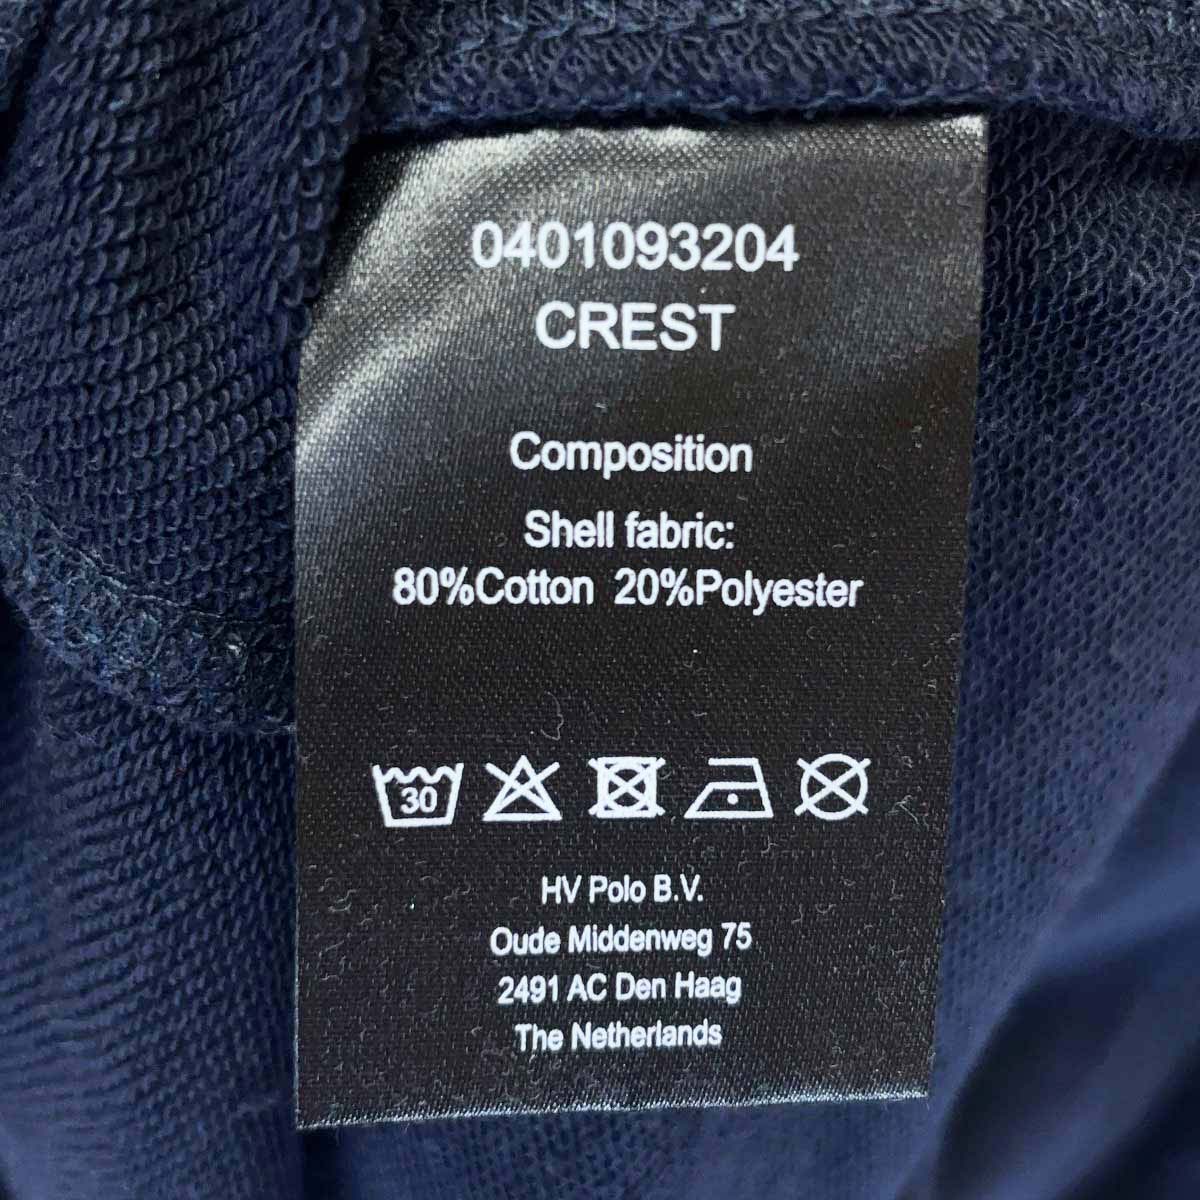 0401093204
CREST
Composition
Shell fabric:
80%Cotton 20%Polyester
30
HV Polo B.V.
Oude Middenweg 75
2491 AC Den Haag
The Netherlands